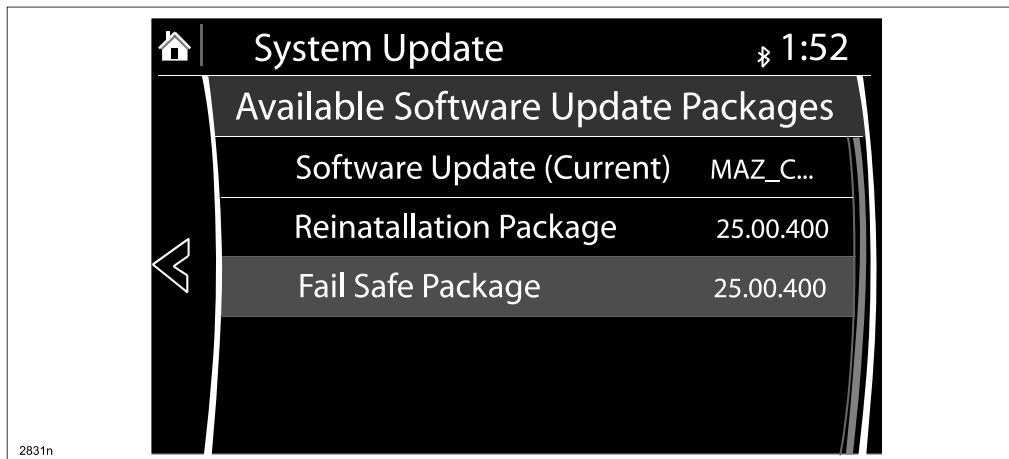 System Update 1:52
Available Software Update Packages
Software Update (Current) MAZ_C...
Reinatallation Package 25.00.400
Fail Safe Package 25.00.400
2831n